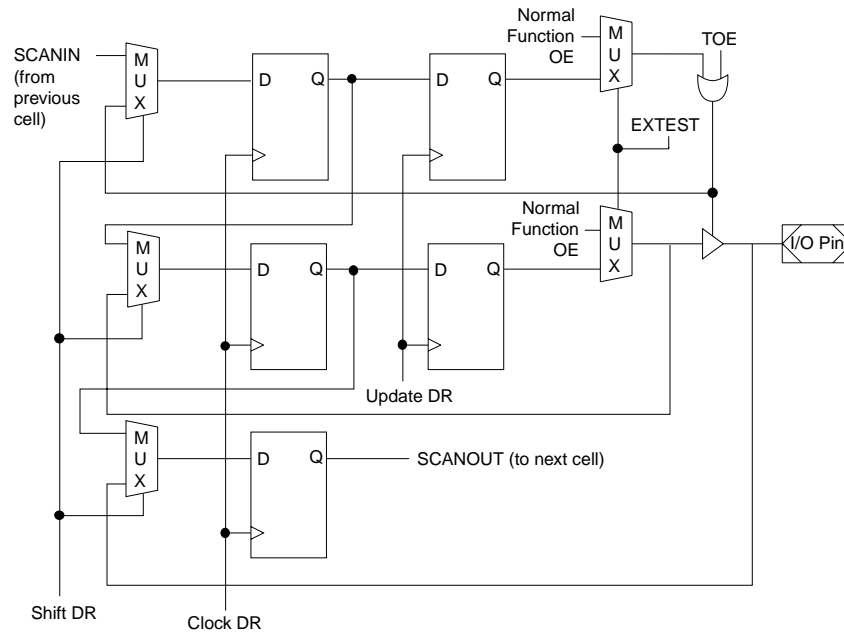 SCANIN
(from
previous
cell)
M
U
X
D
Q
D
Q
Normal
Function
OE
M
U
X
TOE
EXTEST
M
U
X
D
Q
D
Q
Normal
Function
OE
M
U
X
I/O Pin
Update DR
M
U
X
D
Q
SCANOUT (to next cell)
Shift DR
Clock DR